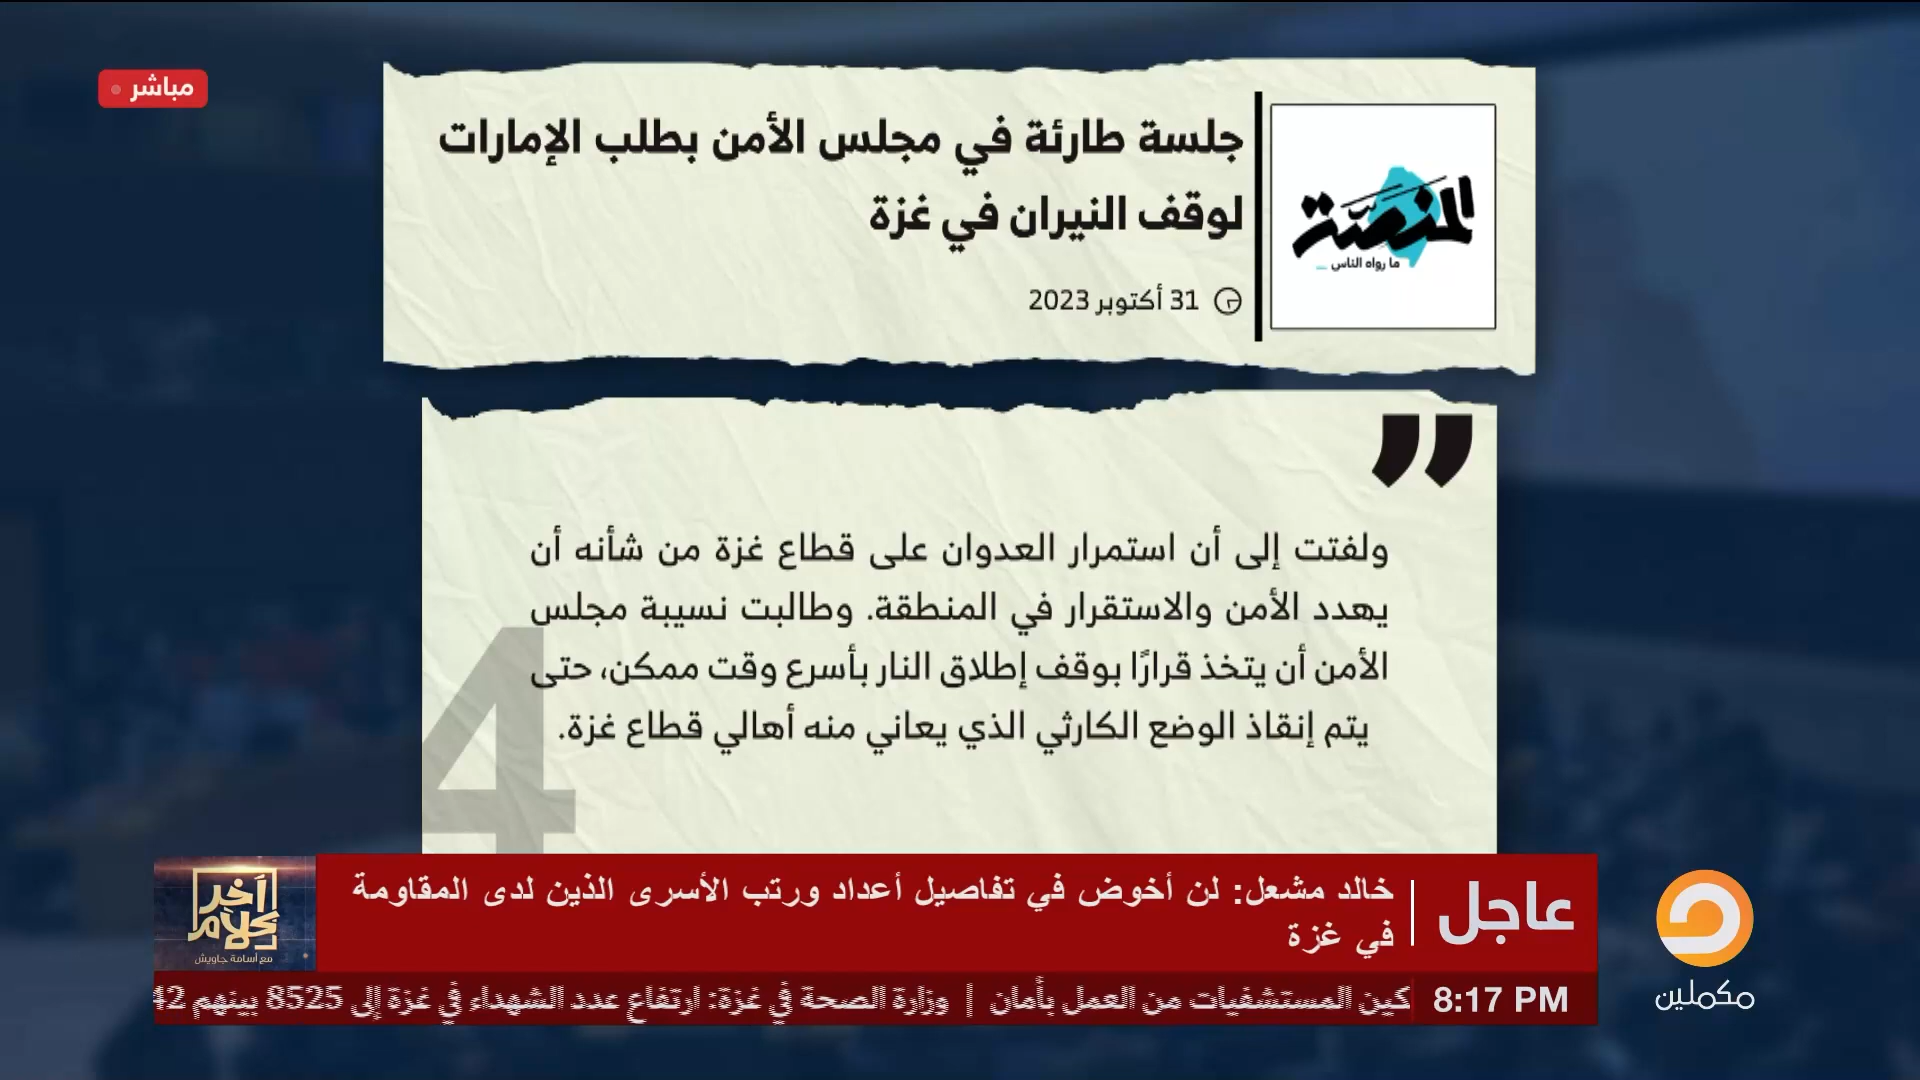 مباشر
جلسة طارئة في مجلس الأمن بطلب الإمارات
لوقف النيران في غزة
31 أكتوبر 2023
المنصة
ما رواه الناس
”
ولفتت إلى أن استمرار العدوان على قطاع غزة من شأنه أن
يهدد الأمن والاستقرار في المنطقة. وطالبت نسيبة مجلس
الأمن أن يتخذ قرارًا بوقف إطلاق النار بأسرع وقت ممكن، حتى
يتم إنقاذ الوضع الكارثي الذي يعاني منه أهالي قطاع غزة.
4
عاجل
خالد مشعل: لن أخوض في تفاصيل أعداد ورتب الأسرى الذين لدى المقاومة
في غزة
آخر كلام
مع أسامة جاويش
8:17 PM
كين المستشفيات من العمل بأمان | وزارة الصحة في غزة: ارتفاع عدد الشهداء في غزة إلى 8525 بينهم 42
مكملين